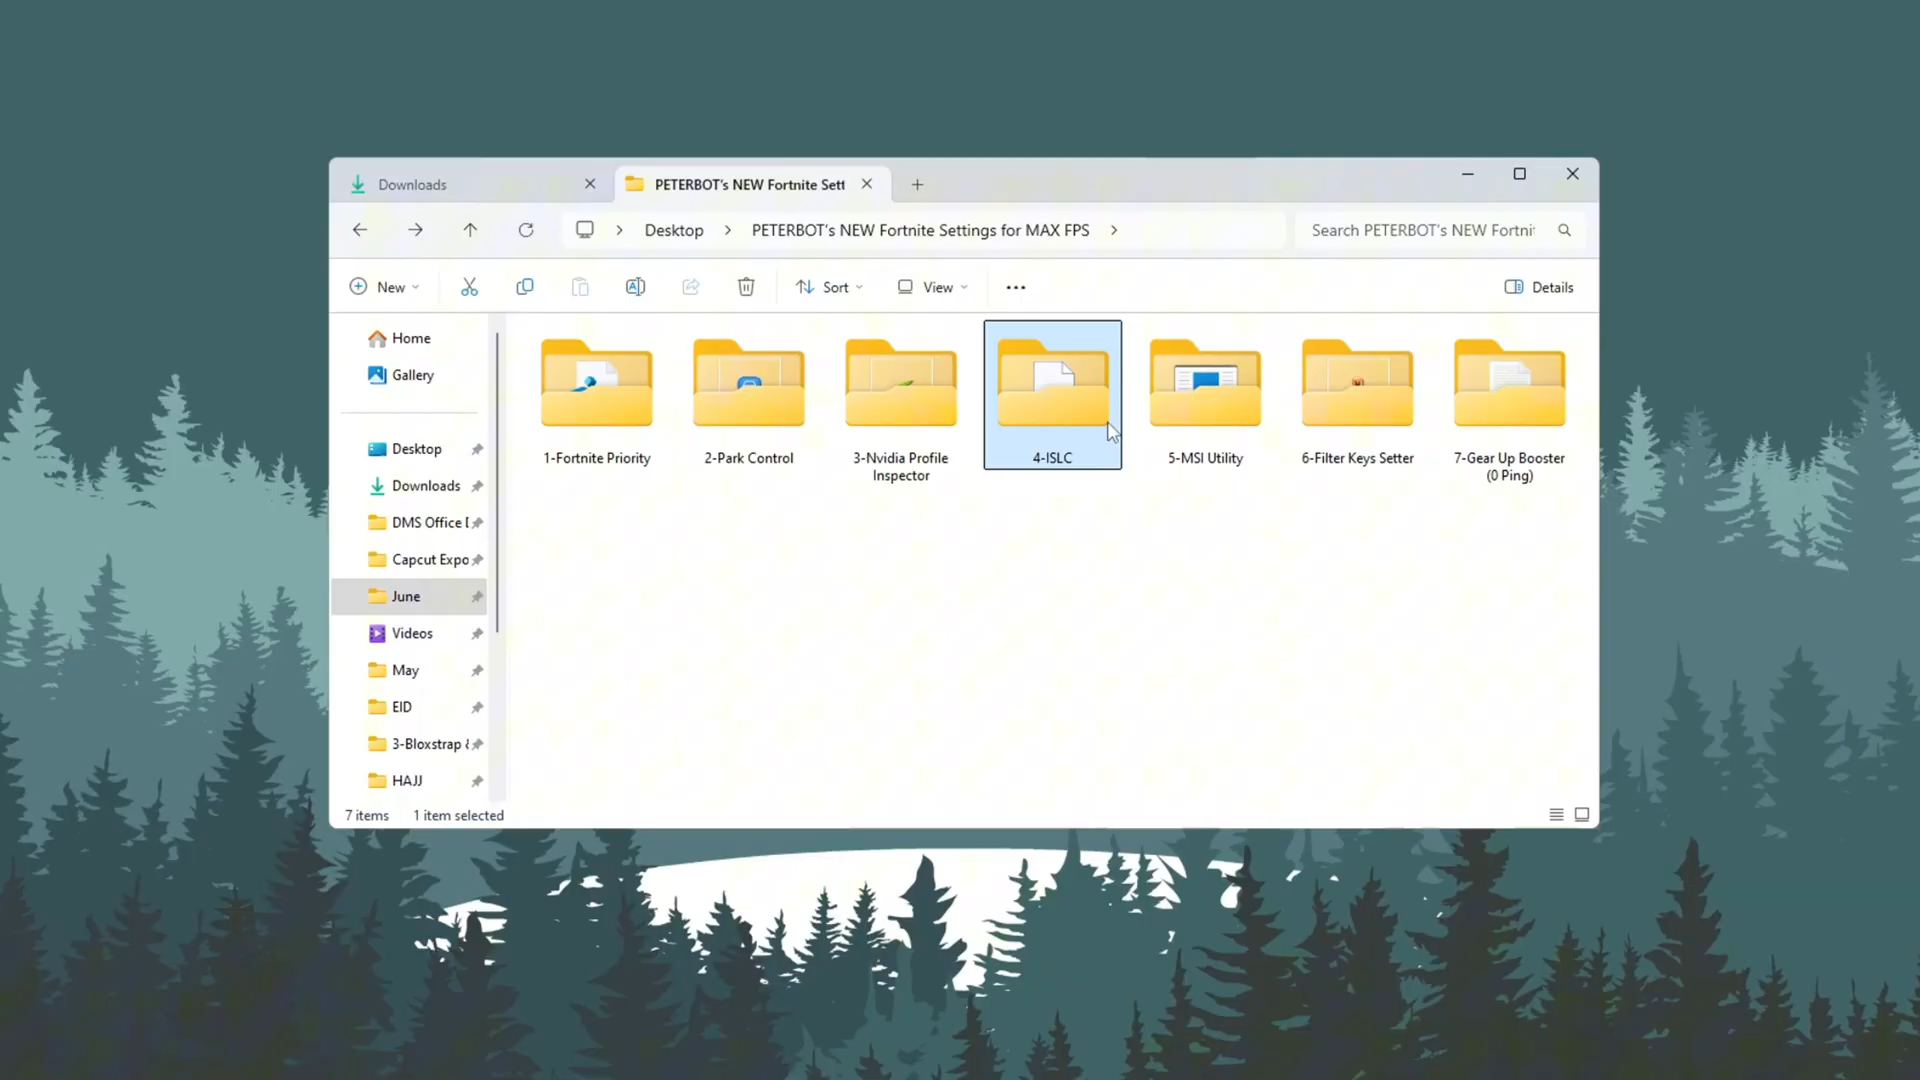 Downloads
PETERBOT's NEW Fortnite Sett
Desktop
PETERBOT's NEW Fortnite Settings for MAX FPS
Search PETERBOT's NEW Fortni
New
Sort
View
Details
Home
Gallery
Desktop
Downloads
DMS Office
Capcut Expo
June
Videos
May
EID
3-Bloxstrap
HAJJ
1-Fortnite Priority
2-Park Control
3-Nvidia Profile
Inspector
4-ISLC
5-MSI Utility
6-Filter Keys Setter
7-Gear Up Booster
(0 Ping)
7 items
1 item selected